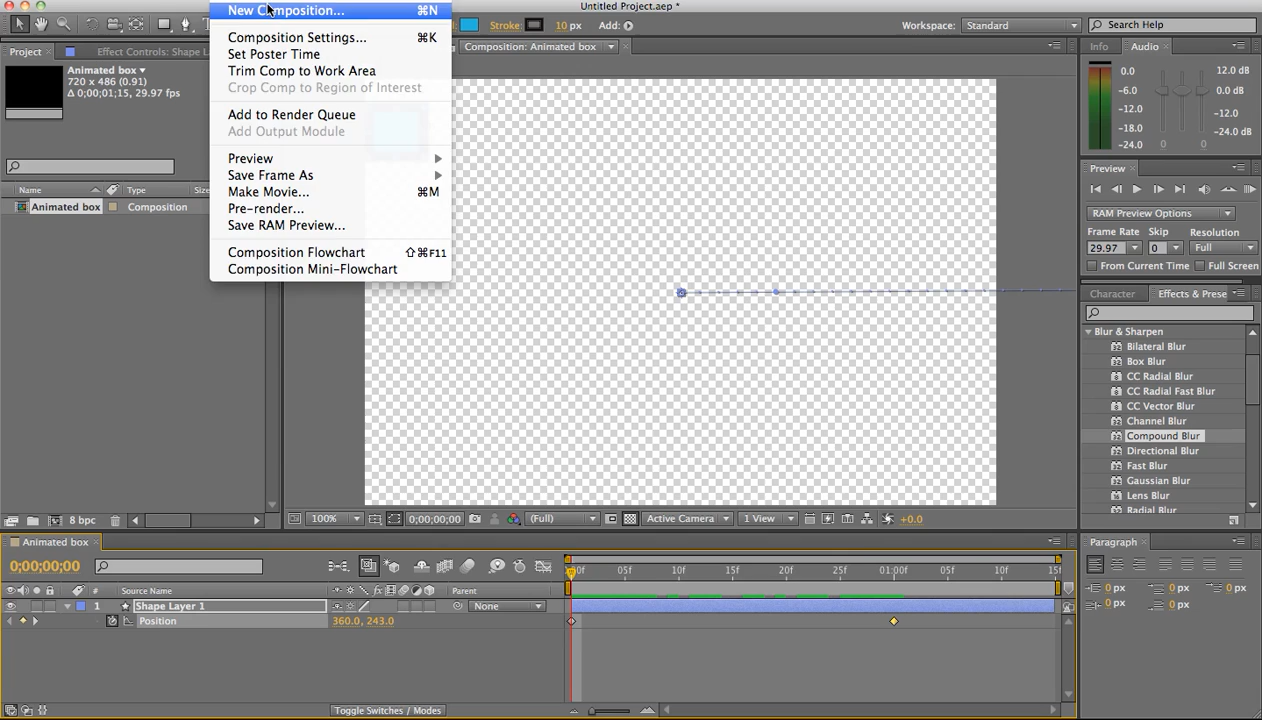 Untitled Project.aep *
New Composition... ⌘N
Composition Settings... ⌘K
Set Poster Time
Trim Comp to Work Area
Crop Comp to Region of Interest
Add to Render Queue
Add Output Module
Preview
Save Frame As
Make Movie... ⌘M
Pre-render...
Save RAM Preview...
Composition Flowchart ⇧⌘F11
Composition Mini-Flowchart
Stroke: 10 px Add:
Workspace: Standard
Search Help
Project Effect Controls: Shape L
Animated box
720 x 486 (0.91)
Δ 0;00;01;15, 29.97 fps
Name Type Size
Animated box Composition
8 bpc
Composition: Animated box
100% 0;00;00;00 (Full) Active Camera 1 View +0.0
Info Audio
0.0 12.0 dB
-6.0 0.0 dB
-12.0 -12.0
-18.0
-24.0 0 0 -24.0 dB
Preview
RAM Preview Options
Frame Rate Skip Resolution
29.97 0 Full
From Current Time Full Screen
Character Effects & Prese
Blur & Sharpen
Bilateral Blur
Box Blur
CC Radial Blur
CC Radial Fast Blur
CC Vector Blur
Channel Blur
Compound Blur
Directional Blur
Fast Blur
Gaussian Blur
Lens Blur
Radial Blur
Animated box
0;00;00;00
05f 10f 15f 20f 25f 01:00f 15f
# Source Name Parent
1 Shape Layer 1 None
Position 360.0, 243.0
Toggle Switches / Modes
Paragraph
0 px 0 px 0 px
0 px 0 px